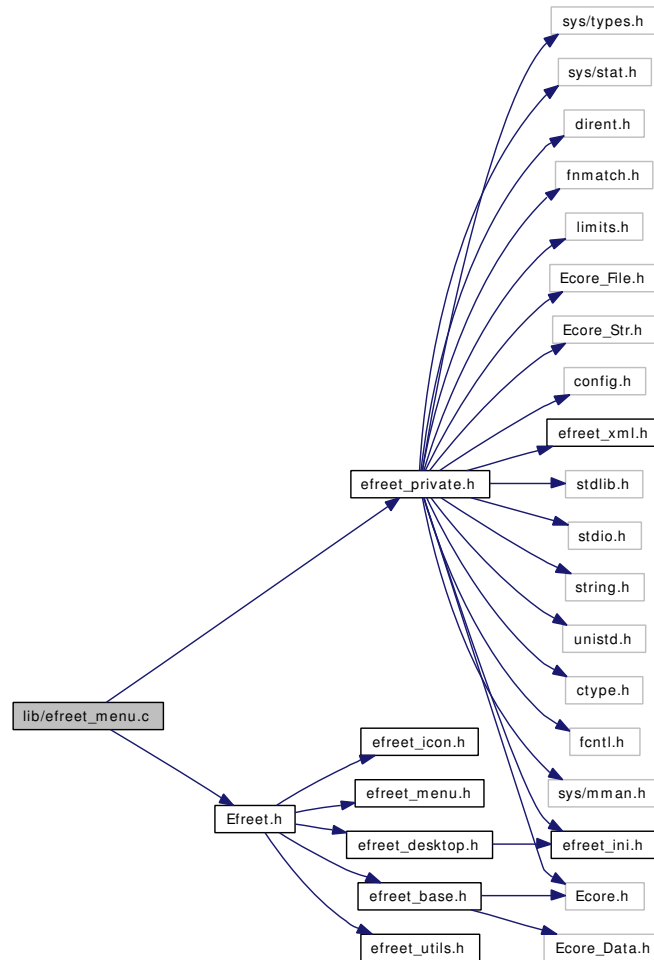 sys/types.h
sys/stat.h
dirent.h
fnmatch.h
limits.h
Ecore_File.h
Ecore_Str.h
config.h
efreet_xml.h
efreet_private.h
stdlib.h
stdio.h
string.h
unistd.h
ctype.h
lib/efreet_menu.c
fcntl.h
efreet_icon.h
sys/mman.h
efreet_menu.h
Efreet.h
efreet_desktop.h
efreet_ini.h
efreet_base.h
Ecore.h
efreet_utils.h
Ecore_Data.h